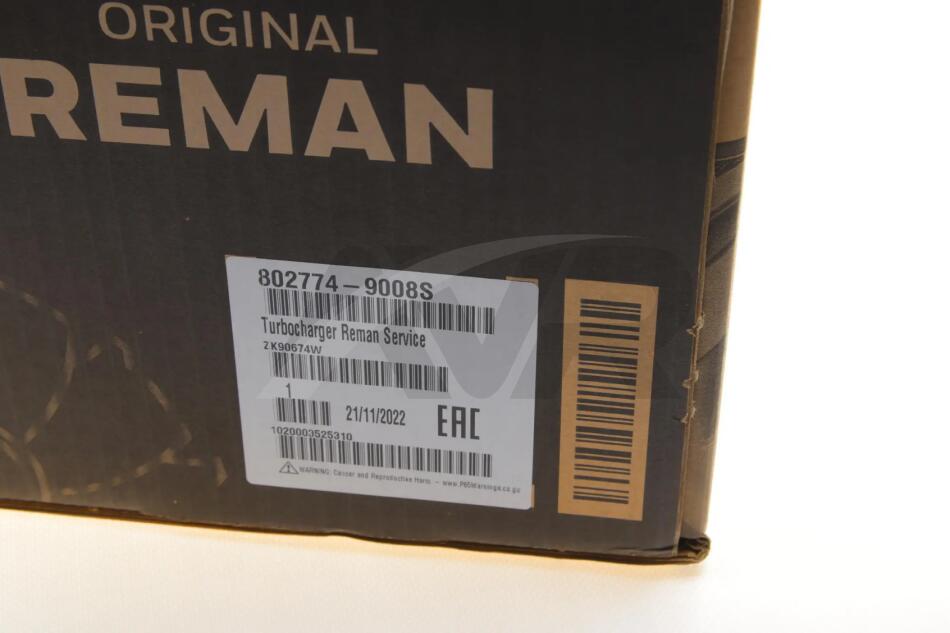 ORIGINAL
REMAN
802774-9008S
Turbocharger Reman Service
ZK90674W
1
21/11/2022
EAC
1020003525310
WARNING: Cancer and Reproductive Harm - www.P65Warnings.ca.gov
AVR